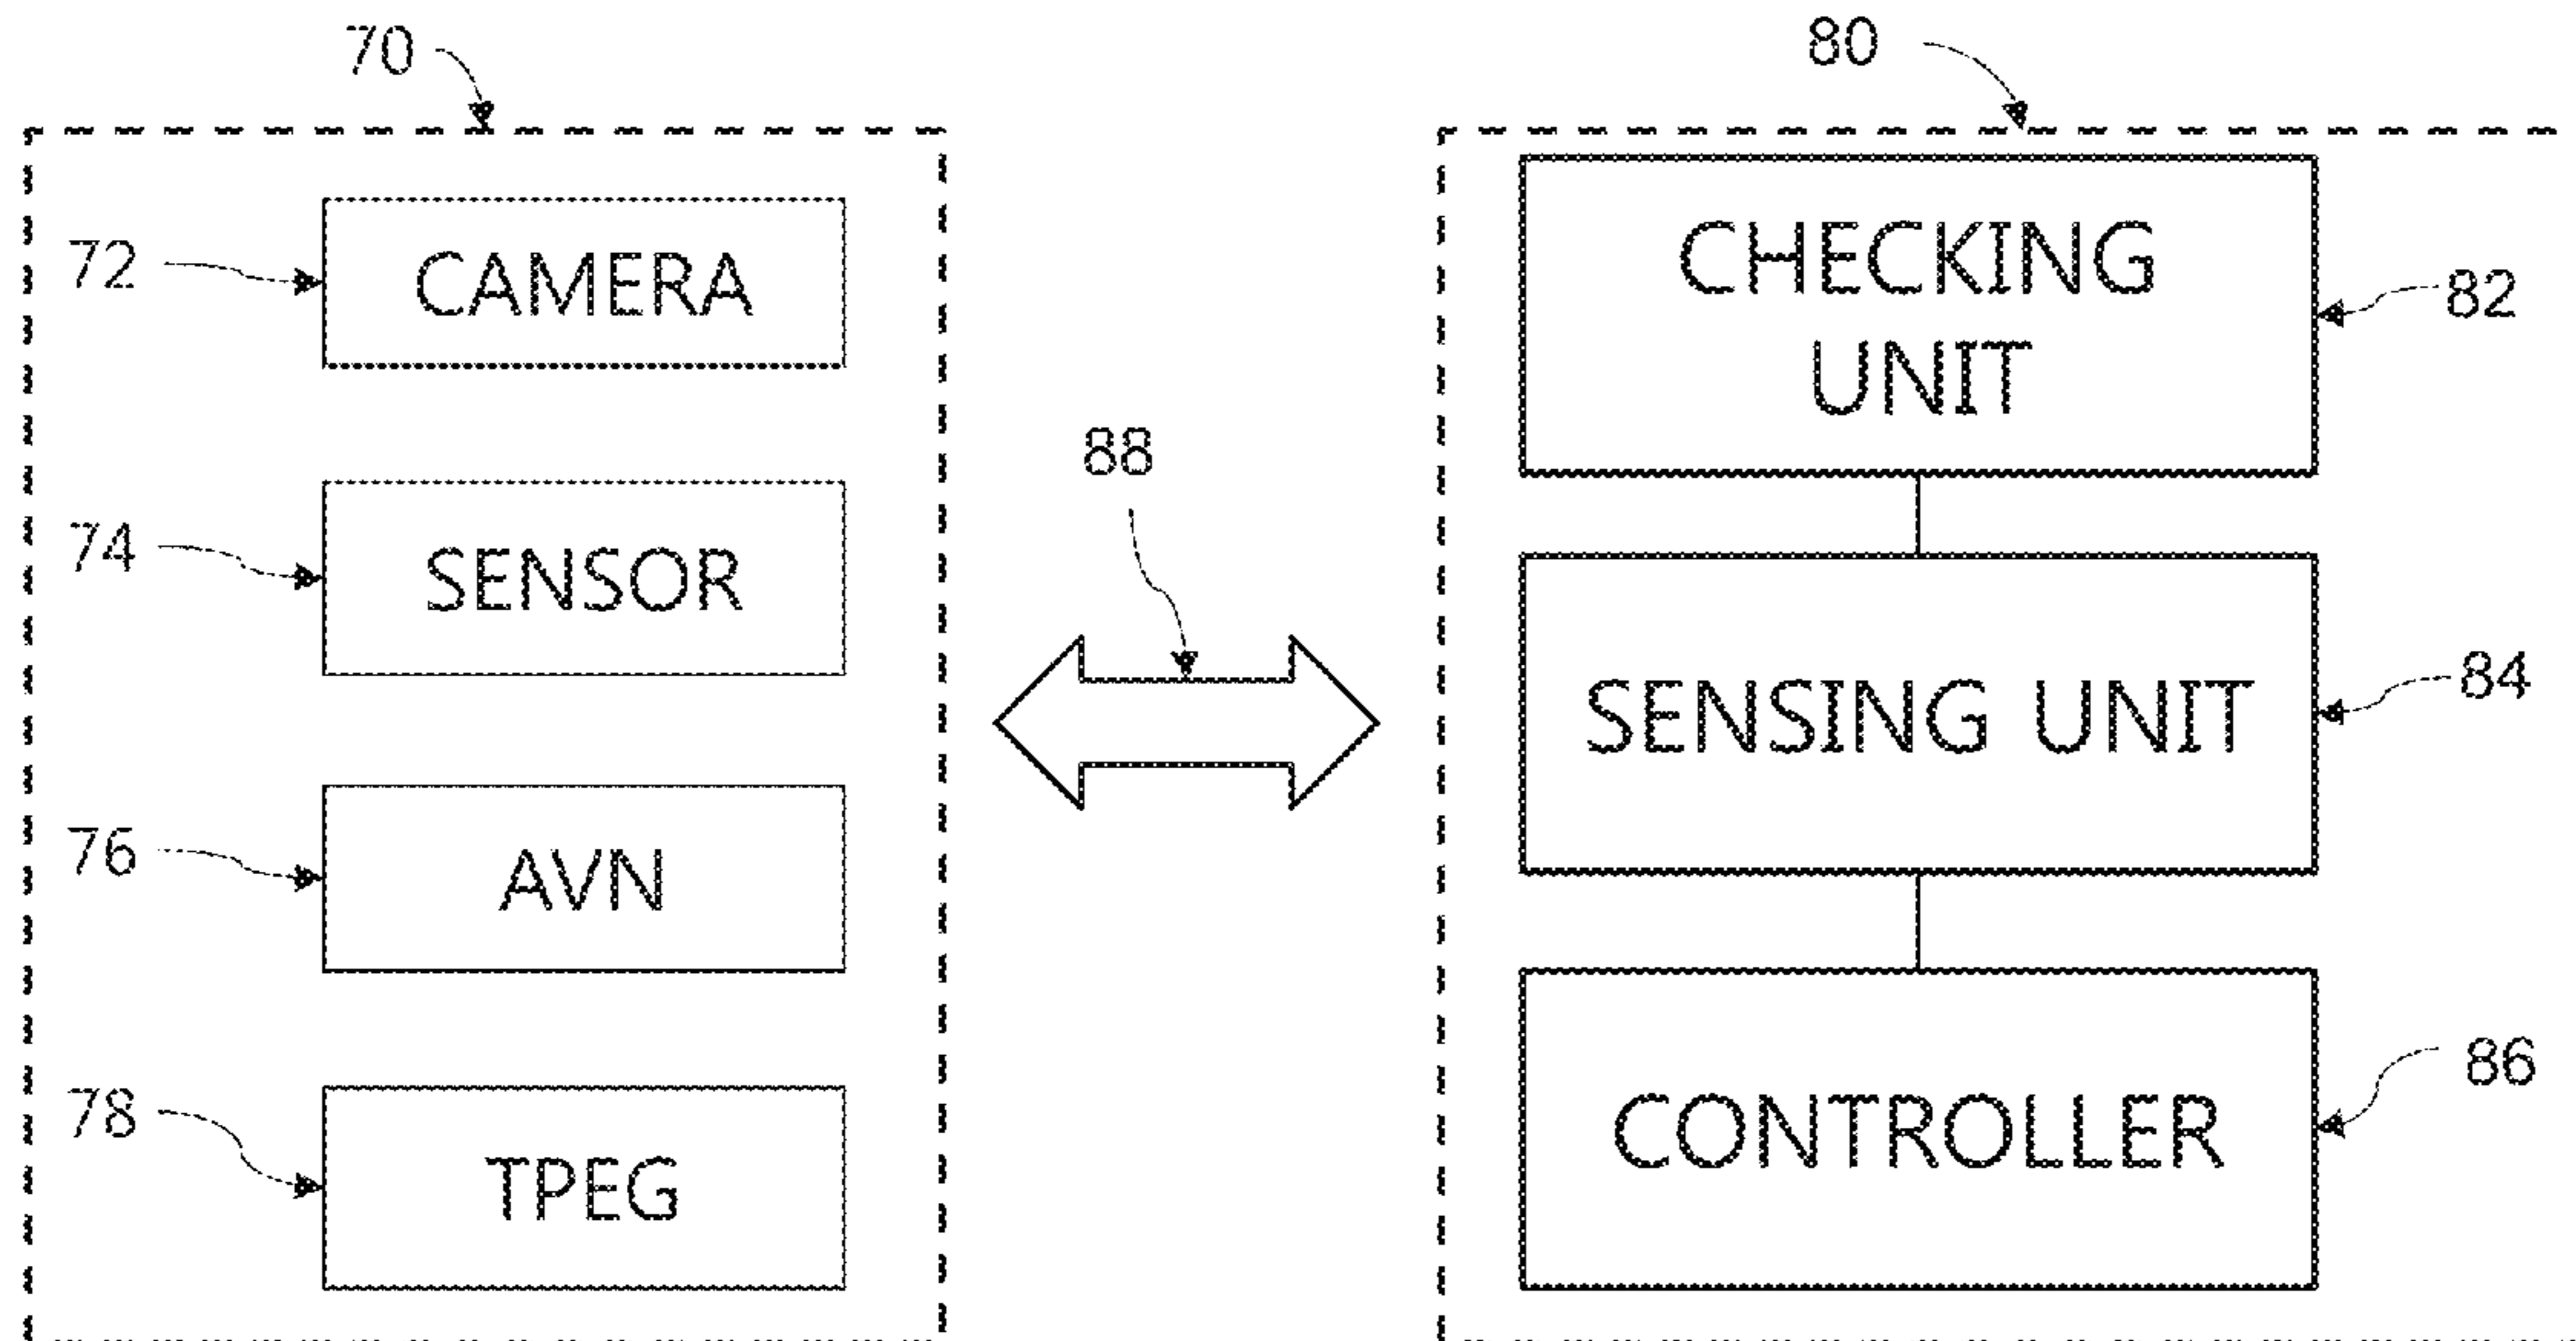 70
80
72
CAMERA
CHECKING
UNIT
82
88
74
SENSOR
SENSING UNIT
84
76
AVN
78
TPEG
CONTROLLER
86